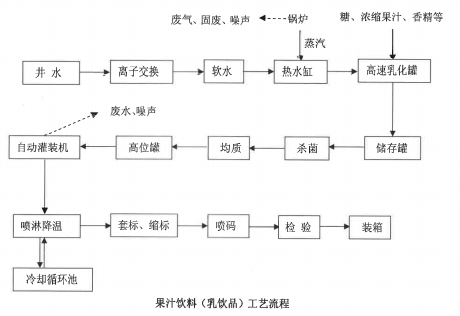 废气、固废、噪声 锅炉 糖、浓缩果汁、香精等
蒸汽
井水 离子交换 软水 热水缸 高速乳化罐
废水、噪声
自动灌装机 高位罐 均质 杀菌 储存罐
喷淋降温 套标、缩标 喷码 检验 装箱
冷却循环池
果汁饮料（乳饮品）工艺流程